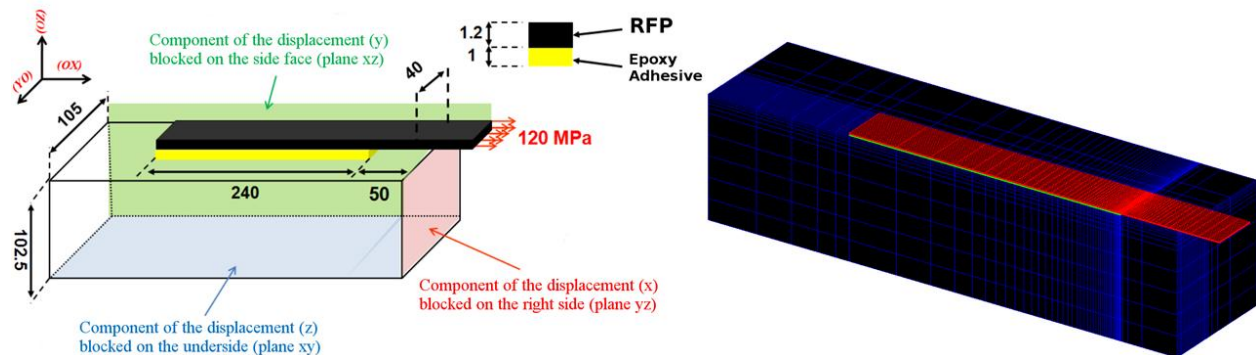 (OZ)
(OX)
(YO)
Component of the displacement (y)
blocked on the side face (plane xz)
1.2
1
RFP
Epoxy
Adhesive
40
105
120 MPa
240
50
102.5
Component of the displacement (x)
blocked on the right side (plane yz)
Component of the displacement (z)
blocked on the underside (plane xy)